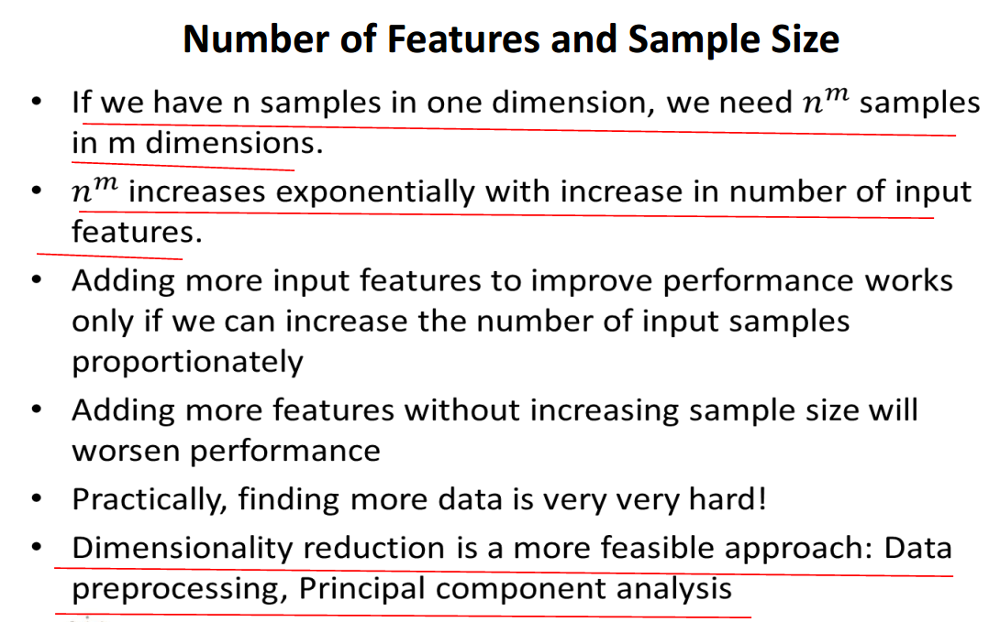 Number of Features and Sample Size
• If we have n samples in one dimension, we need nᵐ samples
in m dimensions.
• nᵐ increases exponentially with increase in number of input
features.
• Adding more input features to improve performance works
only if we can increase the number of input samples
proportionately
• Adding more features without increasing sample size will
worsen performance
• Practically, finding more data is very very hard!
• Dimensionality reduction is a more feasible approach: Data
preprocessing, Principal component analysis